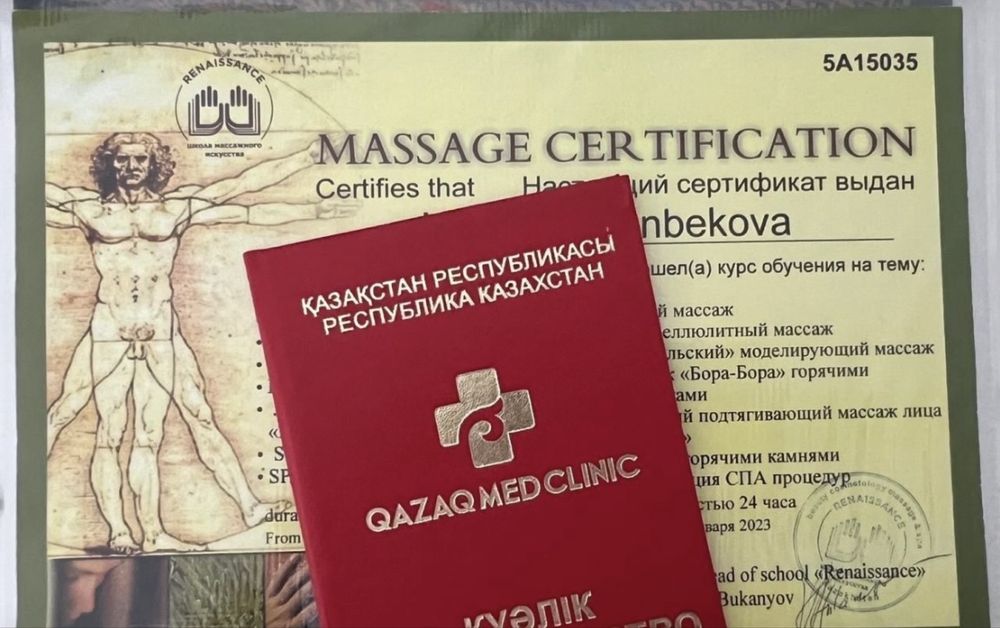 RENAISSANCE
школа массажного
искусства
5A15035
MASSAGE CERTIFICATION
Certifies that
сертификат выдан
nbekova
шел(а) курс обучения на тему:
й массаж
еллюлитный массаж
льский» моделирующий массаж
«Бора-Бора» горячими
ами
й подтягивающий массаж лица
»
орячими камнями
ция СПА процедур
стью 24 часа
варя 2023
From
ead of school «Renaissance»
Bukanyov
RENAISSANCE
ҚАЗАҚСТАН РЕСПУБЛИКАСЫ
РЕСПУБЛИКА КАЗАХСТАН
QAZAQ MED CLINIC
КУӘЛІК